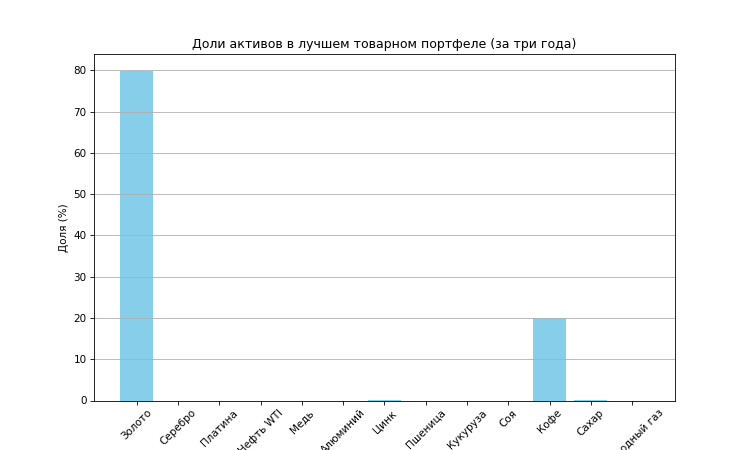 Доли активов в лучшем товарном портфеле (за три года)
Доля (%)
80
70
60
50
40
30
20
10
0
Золото
Серебро
Платина
Нефть WTI
Медь
Алюминий
Цинк
Пшеница
Кукуруза
Соя
Кофе
Сахар
одный газ